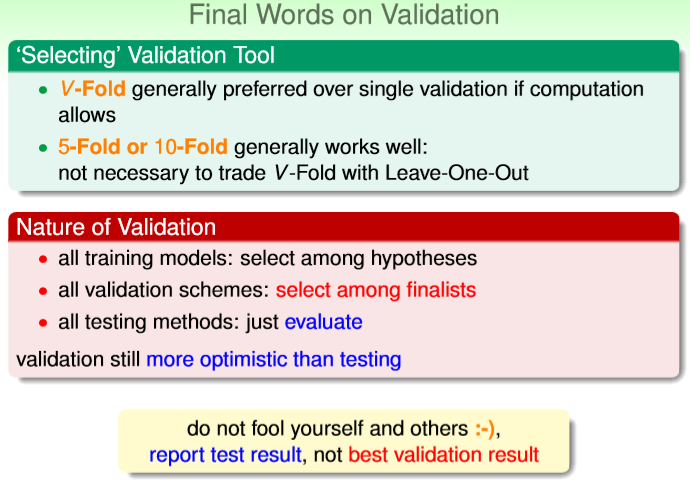 Final Words on Validation
‘Selecting’ Validation Tool
• V-Fold generally preferred over single validation if computation
allows
• 5-Fold or 10-Fold generally works well:
not necessary to trade V-Fold with Leave-One-Out
Nature of Validation
• all training models: select among hypotheses
• all validation schemes: select among finalists
• all testing methods: just evaluate
validation still more optimistic than testing
do not fool yourself and others :-),
report test result, not best validation result